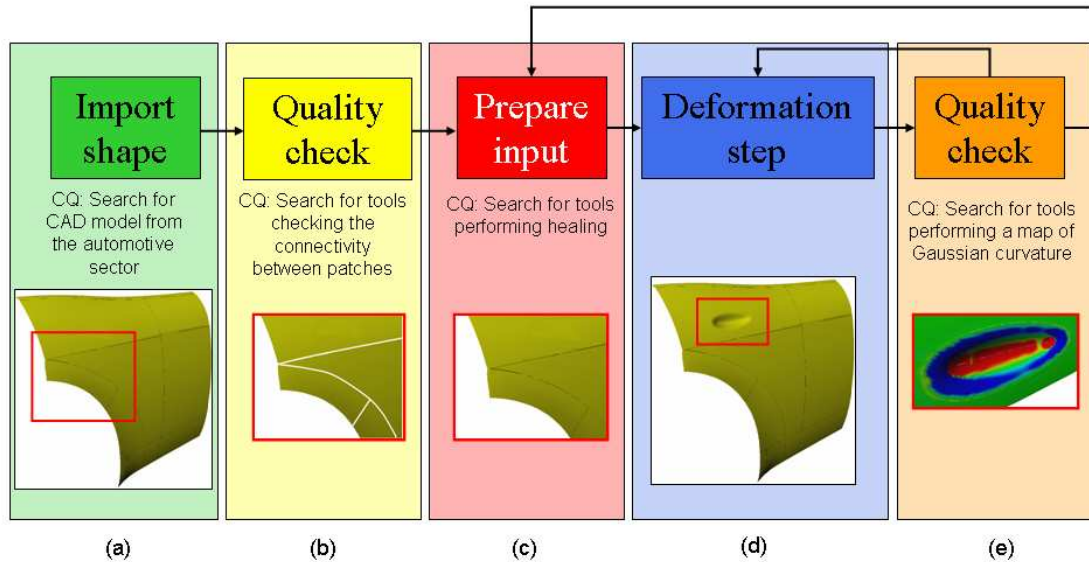 Import
shape
Quality
check
Prepare
input
Deformation
step
Quality
check
CQ: Search for
CAD model from
the automotive
sector
CQ: Search for tools
checking the
connectivity
between patches
CQ: Search for tools
performing healing
CQ: Search for tools
performing a map of
Gaussian curvature
(a)
(b)
(c)
(d)
(e)